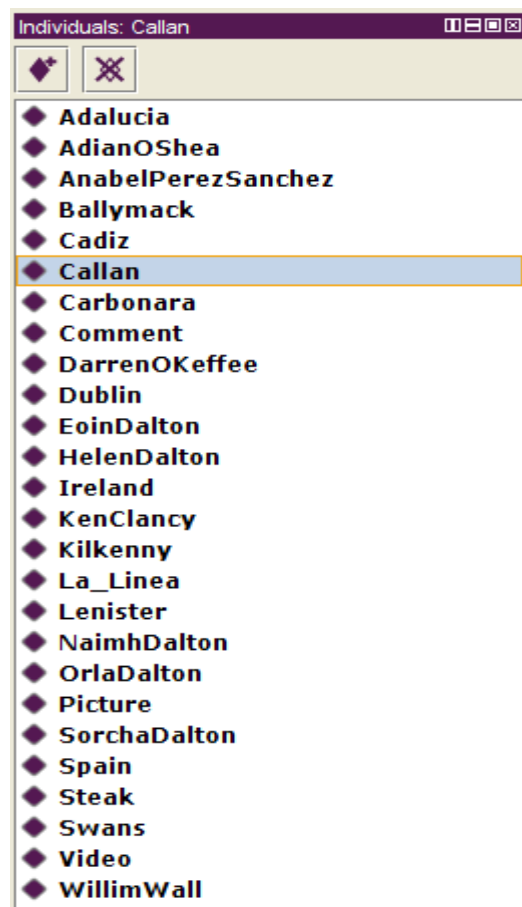 Individuals: Callan
Adalucia
AdianOShea
AnabelPerezSanchez
Ballymack
Cadiz
Callan
Carbonara
Comment
DarrenOKeffee
Dublin
EoinDalton
HelenDalton
Ireland
KenClancy
Kilkenny
La_Linea
Lenister
NaimhDalton
OrlaDalton
Picture
SorchaDalton
Spain
Steak
Swans
Video
WillimWall